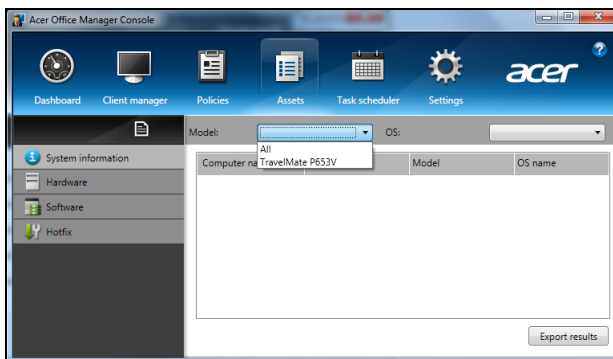 Acer Office Manager Console
acer
Dashboard Client manager Policies Assets Task scheduler Settings
Model: OS:
All
TravelMate P653V
System information
Hardware
Software
Hotfix
Computer na Model OS name
Export results